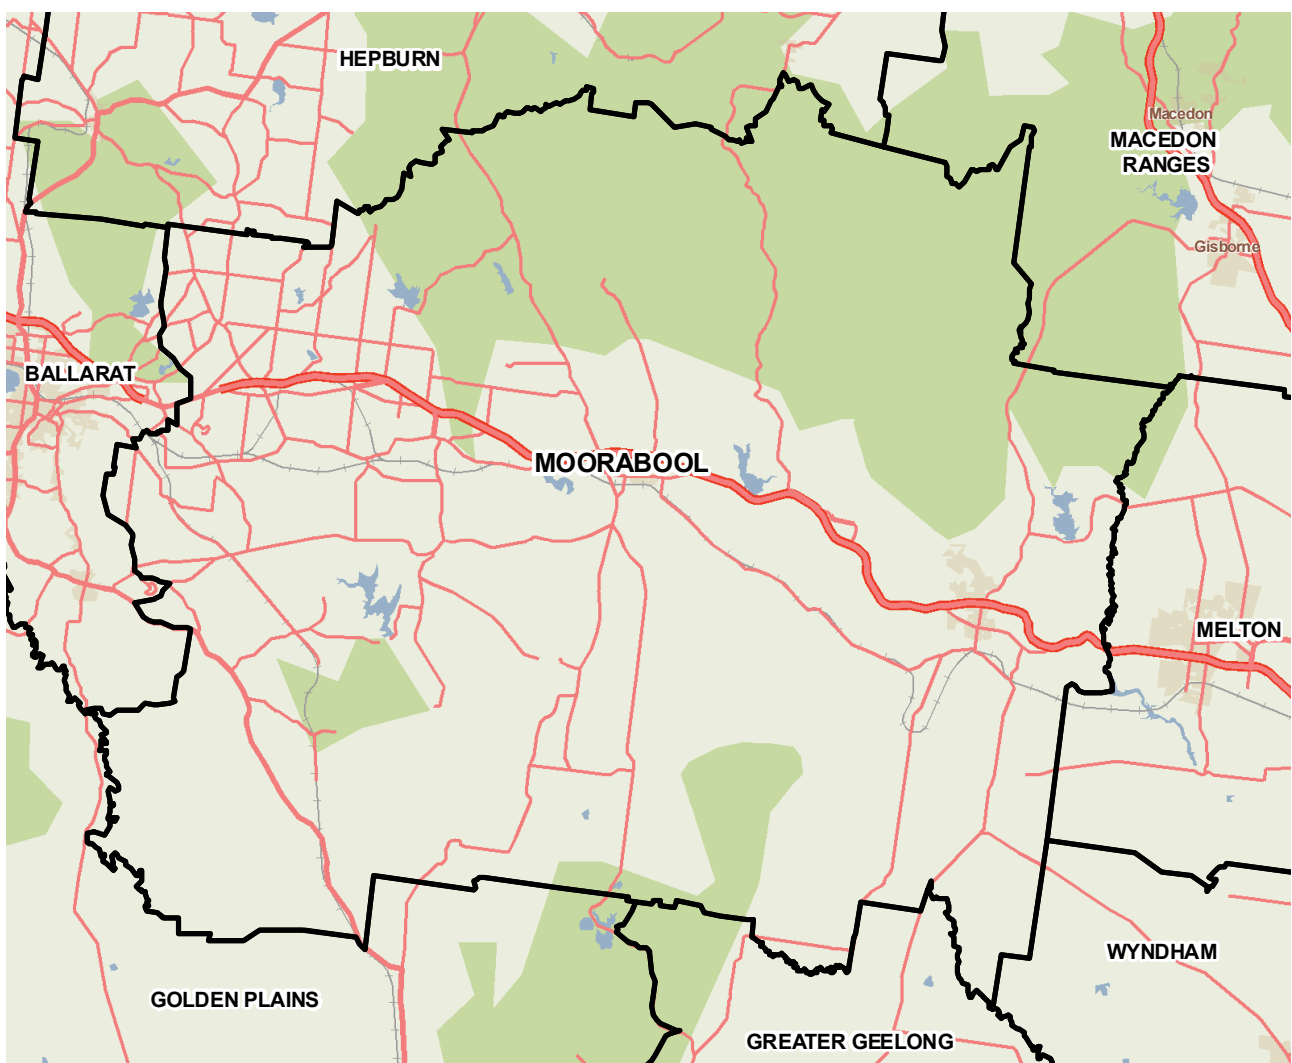 HEPBURN
Macedon
MACEDON
RANGES
Gisborne
BALLARAT
MOORABOOL
MELTON
WYNDHAM
GOLDEN PLAINS
GREATER GEELONG